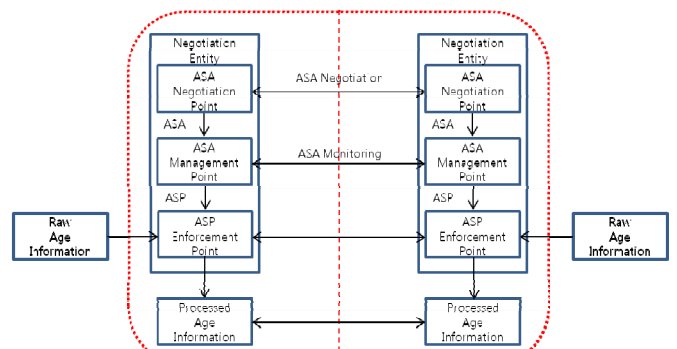 Negotiation
Entity
ASA
Negotiation
Point
ASA
ASA
Management
Point
ASP
ASP
Enforcement
Point
Processed
Age
Information
Raw
Age
Information
ASA Negotiation
ASA Monitoring
Negotiation
Entity
ASA
Negotiation
Point
ASA
ASA
Management
Point
ASP
ASP
Enforcement
Point
Processed
Age
Information
Raw
Age
Information